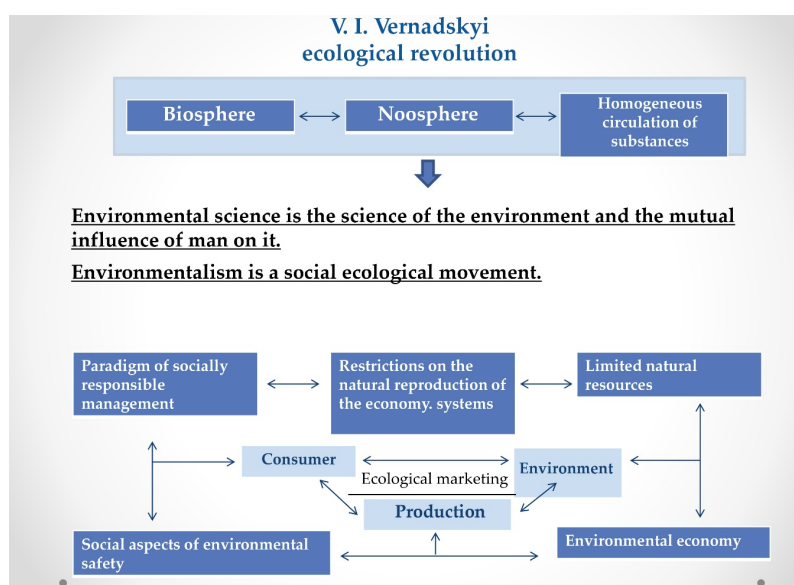 V. I. Vernadskyi
ecological revolution
Biosphere
Noosphere
Homogeneous
circulation of
substances
Environmental science is the science of the environment and the mutual
influence of man on it.
Environmentalism is a social ecological movement.
Paradigm of socially
responsible
management
Restrictions on the
natural reproduction of
the economy. systems
Limited natural
resources
Consumer
Ecological marketing
Environment
Production
Social aspects of environmental
safety
Environmental economy